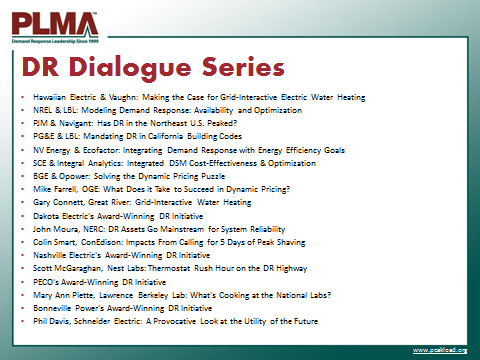 PLMA™
Demand Response Leadership Since 1999
DR Dialogue Series
• Hawaiian Electric & Vaughn: Making the Case for Grid-Interactive Electric Water Heating
• NREL & LBL: Modeling Demand Response: Availability and Optimization
• PJM & Navigant: Has DR in the Northeast U.S. Peaked?
• PG&E & LBL: Mandating DR in California Building Codes
• NV Energy & Ecofactor: Integrating Demand Response with Energy Efficiency Goals
• SCE & Integral Analytics: Integrated DSM Cost-Effectiveness & Optimization
• BGE & Opower: Solving the Dynamic Pricing Puzzle
• Mike Farrell, OGE: What Does it Take to Succeed in Dynamic Pricing?
• Gary Connett, Great River: Grid-Interactive Water Heating
• Dakota Electric's Award-Winning DR Initiative
• John Moura, NERC: DR Assets Go Mainstream for System Reliability
• Colin Smart, ConEdison: Impacts From Calling for 5 Days of Peak Shaving
• Nashville Electric's Award-Winning DR Initiative
• Scott McGaraghan, Nest Labs: Thermostat Rush Hour on the DR Highway
• PECO's Award-Winning DR Initiative
• Mary Ann Piette, Lawrence Berkeley Lab: What's Cooking at the National Labs?
• Bonneville Power's Award-Winning DR Initiative
• Phil Davis, Schneider Electric: A Provocative Look at the Utility of the Future
www.peakload.org